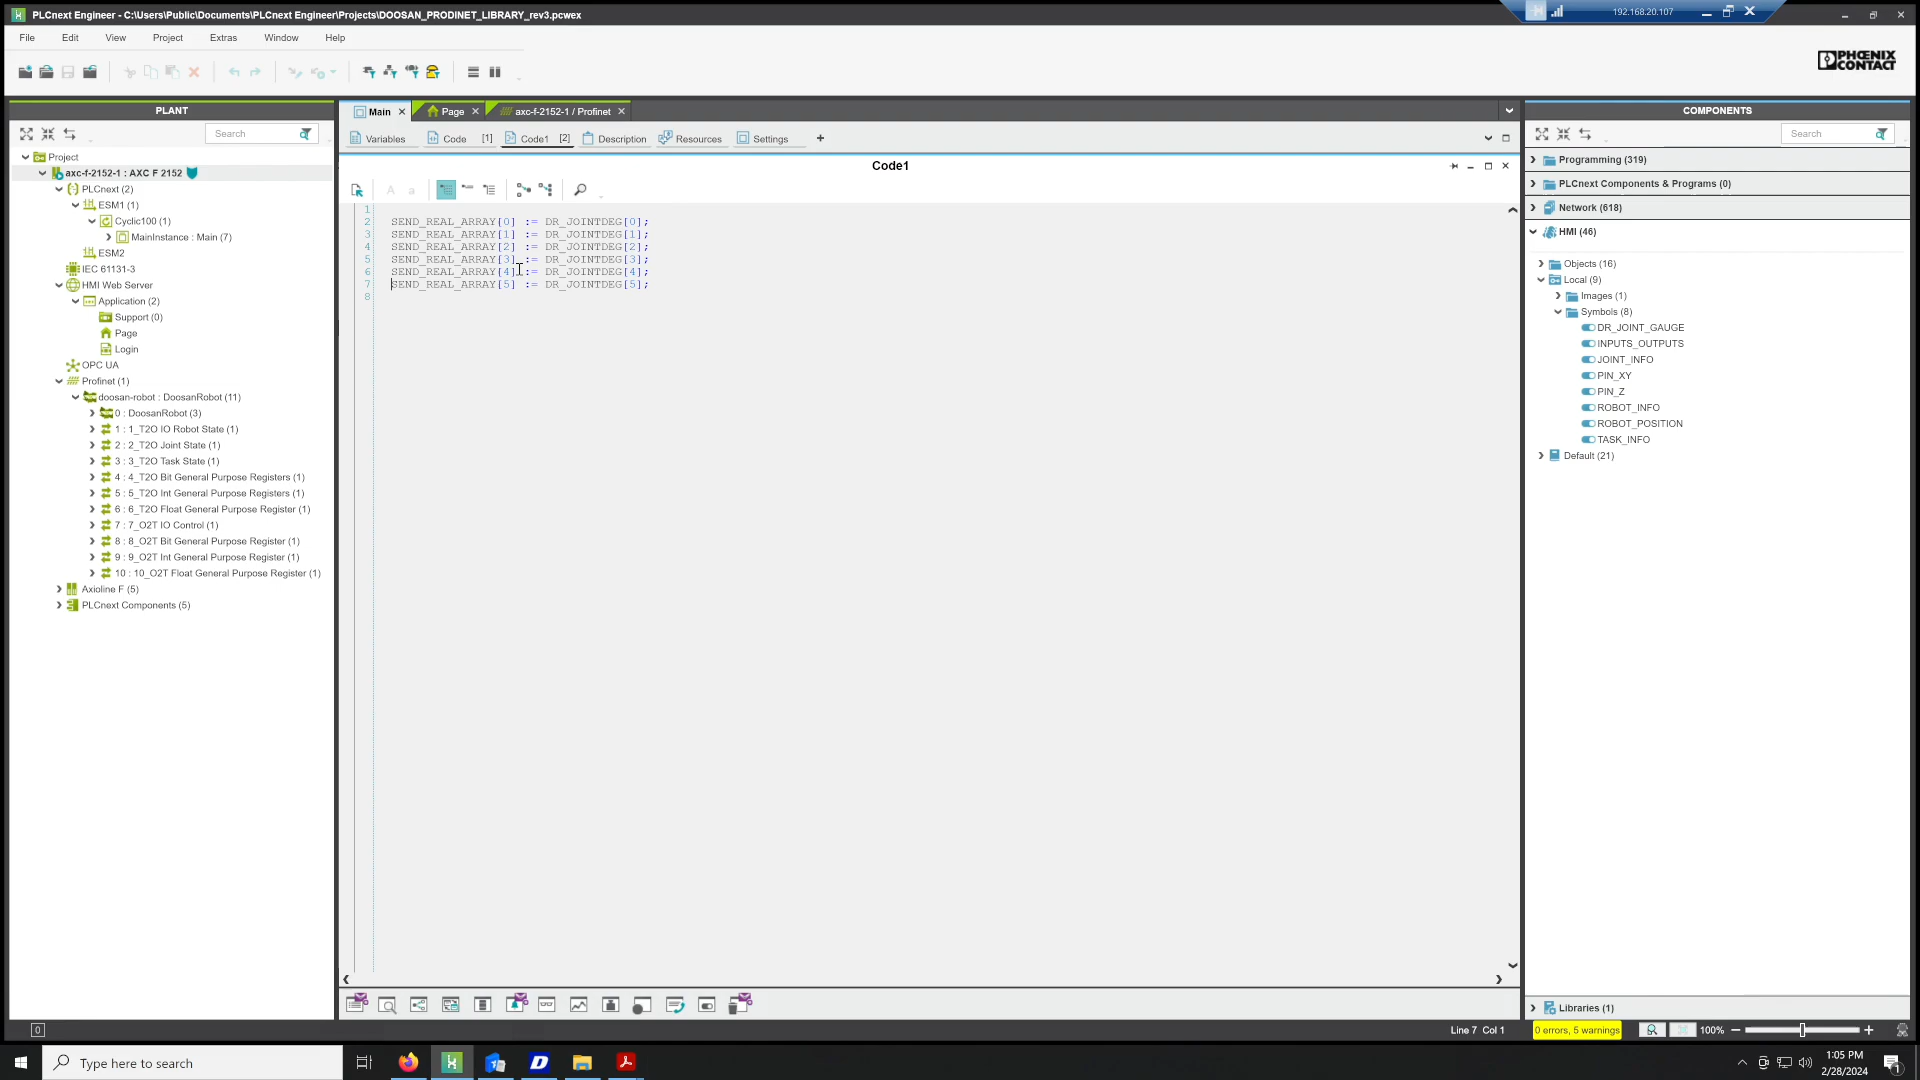 PLCnext Engineer - C:\Users\Public\Documents\PLCnext Engineer\Projects\DOOSAN_PRODINET_LIBRARY_rev3.pcwex
192.168.20.107
File Edit View Project Extras Window Help
PHŒNIX
CONTACT
PLANT
Search
Project
axc-f-2152-1 : AXC F 2152
PLCnext (2)
ESM1 (1)
Cyclic100 (1)
MainInstance : Main (7)
ESM2
IEC 61131-3
HMI Web Server
Application (2)
Support (0)
Page
Login
OPC UA
Profinet (1)
doosan-robot : DoosanRobot (11)
0 : DoosanRobot (3)
1 : 1_T2O IO Robot State (1)
2 : 2_T2O Joint State (1)
3 : 3_T2O Task State (1)
4 : 4_T2O Bit General Purpose Registers (1)
5 : 5_T2O Int General Purpose Registers (1)
6 : 6_T2O Float General Purpose Register (1)
7 : 7_O2T IO Control (1)
8 : 8_O2T Bit General Purpose Register (1)
9 : 9_O2T Int General Purpose Register (1)
10 : 10_O2T Float General Purpose Register (1)
Axioline F (5)
PLCnext Components (5)
Main Page axc-f-2152-1 / Profinet
Variables Code [1] Code1 [2] Description Resources Settings
Code1
1
2 SEND_REAL_ARRAY[0] := DR_JOINTDEG[0];
3 SEND_REAL_ARRAY[1] := DR_JOINTDEG[1];
4 SEND_REAL_ARRAY[2] := DR_JOINTDEG[2];
5 SEND_REAL_ARRAY[3] := DR_JOINTDEG[3];
6 SEND_REAL_ARRAY[4] := DR_JOINTDEG[4];
7 SEND_REAL_ARRAY[5] := DR_JOINTDEG[5];
8
COMPONENTS
Search
Programming (319)
PLCnext Components & Programs (0)
Network (618)
HMI (46)
Objects (16)
Local (9)
Images (1)
Symbols (8)
DR_JOINT_GAUGE
INPUTS_OUTPUTS
JOINT_INFO
PIN_XY
PIN_Z
ROBOT_INFO
ROBOT_POSITION
TASK_INFO
Default (21)
Libraries (1)
0
Line 7 Col 1
0 errors, 5 warnings
100%
Type here to search
1:05 PM
2/28/2024
1